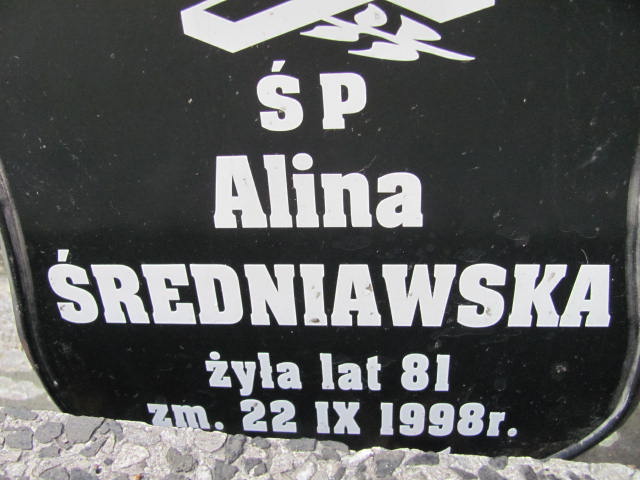 ŚP
Alina
ŚREDNIAWSKA
żyła lat 81
zm. 22 IX 1998r.